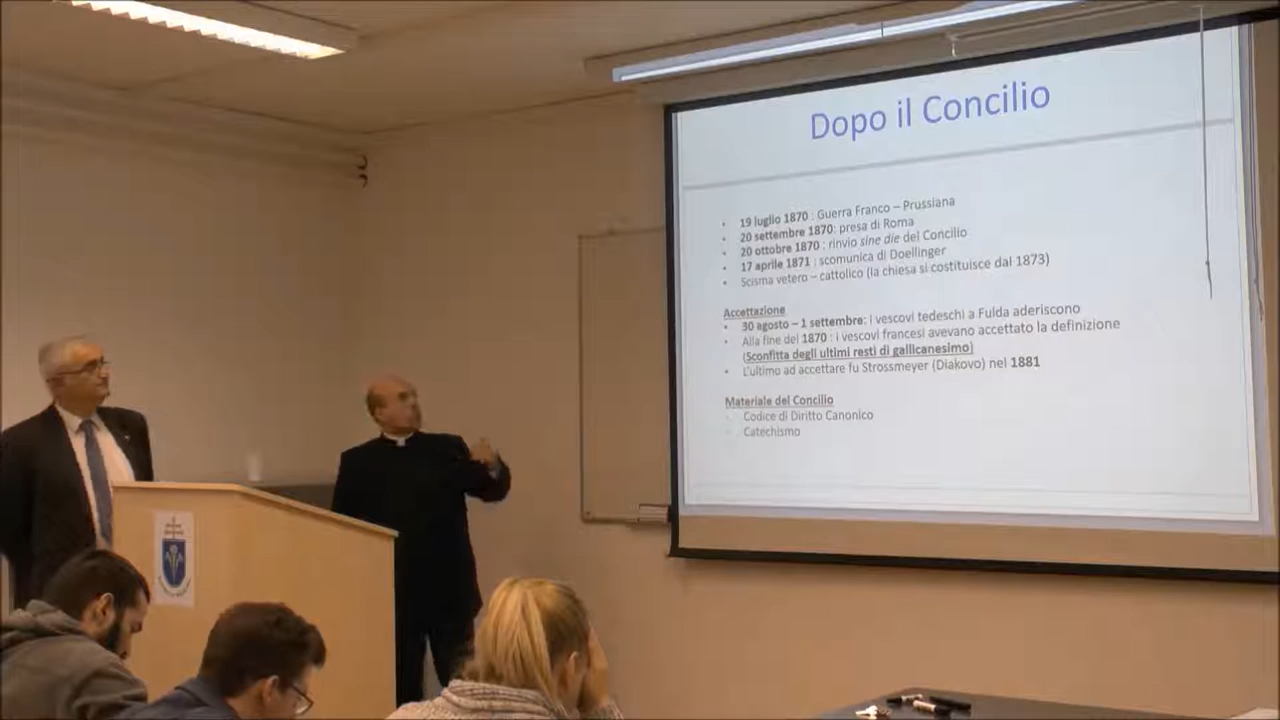 Dopo il Concilio
• 19 luglio 1870 : Guerra Franco – Prussiana
• 20 settembre 1870: presa di Roma
• 20 ottobre 1870 : rinvio sine die del Concilio
• 17 aprile 1871 : scomunica di Doellinger
• Scisma vetero – cattolico (la chiesa si costituisce dal 1873)
Accettazione
• 30 agosto – 1 settembre: i vescovi tedeschi a Fulda aderiscono
• Alla fine del 1870 : i vescovi francesi avevano accettato la definizione
(Sconfitta degli ultimi resti di gallicanesimo)
• L'ultimo ad accettare fu Strossmeyer (Diakovo) nel 1881
Materiale del Concilio
Codice di Diritto Canonico
Catechismo